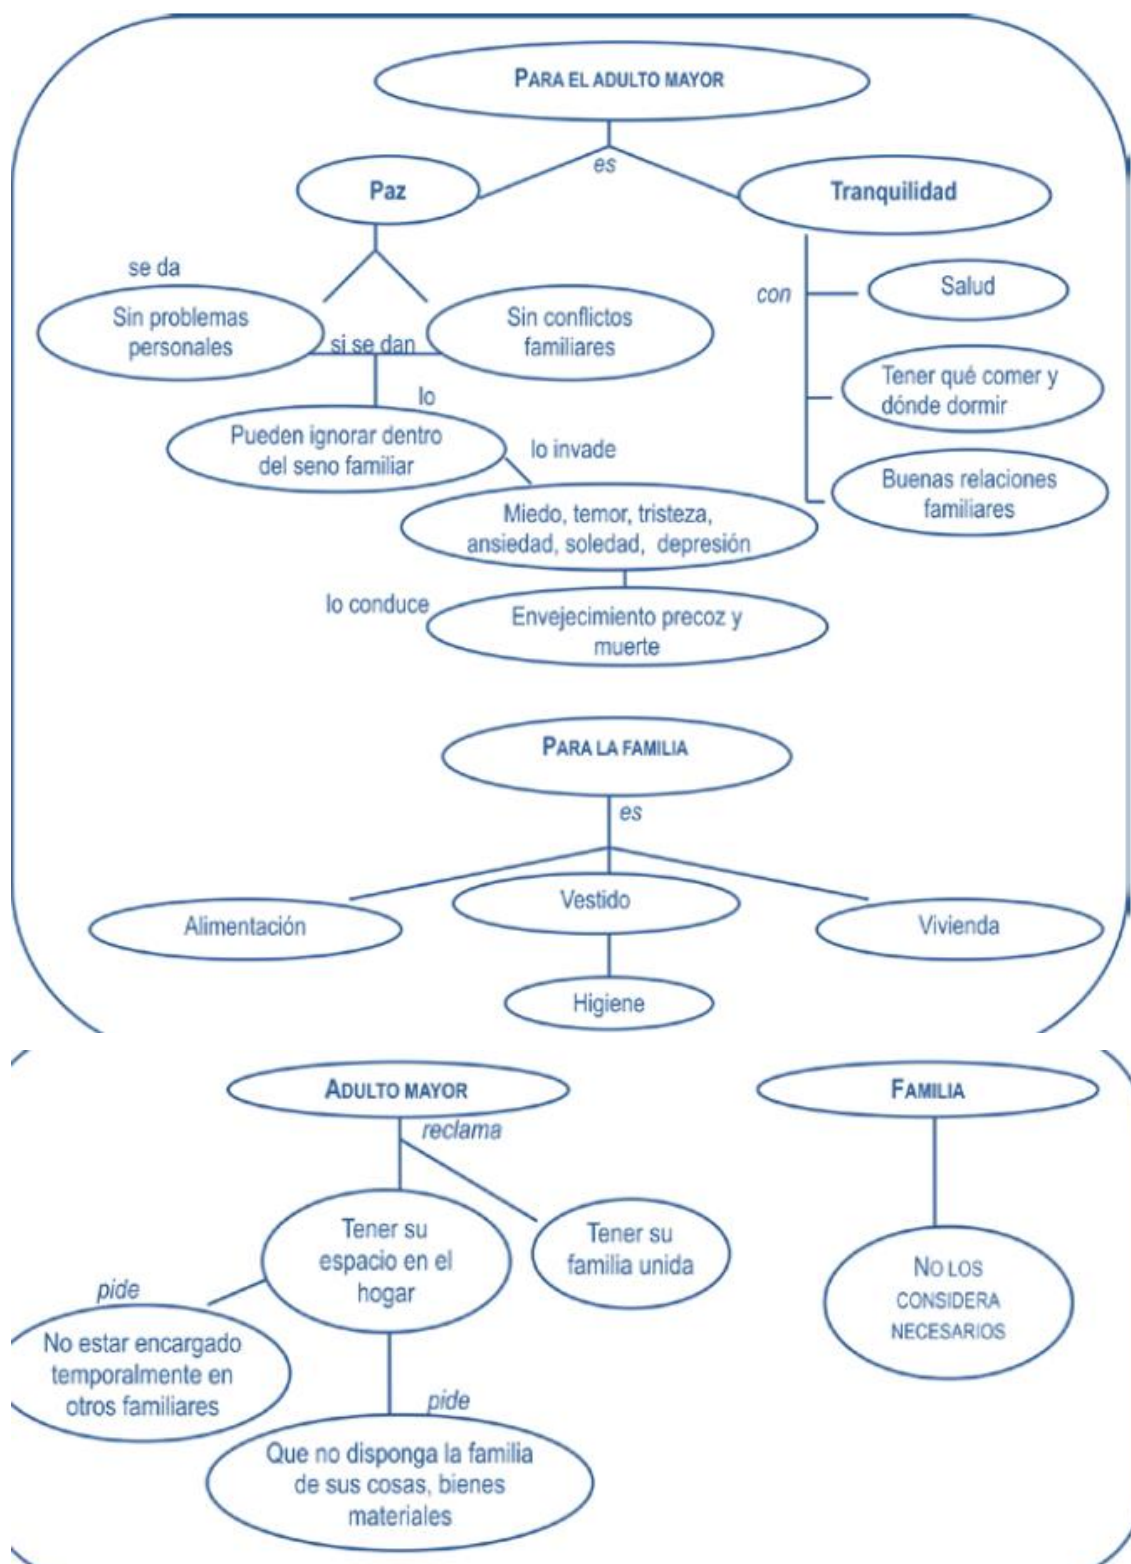 PARA EL ADULTO MAYOR
es
Paz
Tranquilidad
se da
Sin problemas
personales
si se dan
Sin conflictos
familiares
con
Salud
Tener qué comer y
dónde dormir
Buenas relaciones
familiares
lo
Pueden ignorar dentro
del seno familiar
lo invade
Miedo, temor, tristeza,
ansiedad, soledad, depresión
lo conduce
Envejecimiento precoz y
muerte
PARA LA FAMILIA
es
Alimentación
Vestido
Vivienda
Higiene
ADULTO MAYOR
reclama
Tener su
espacio en el
hogar
Tener su
familia unida
pide
No estar encargado
temporalmente en
otros familiares
pide
Que no disponga la familia
de sus cosas, bienes
materiales
FAMILIA
NO LOS
CONSIDERA
NECESARIOS